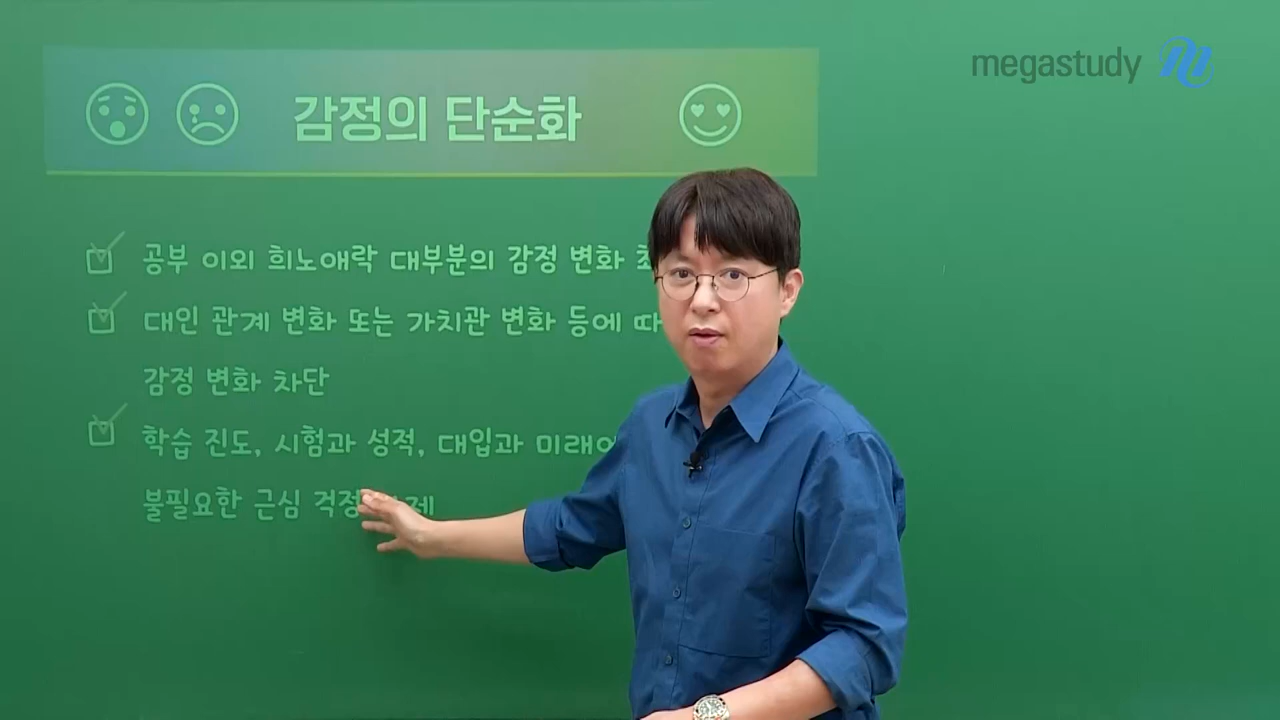 megastudy
감정의 단순화
공부 이외 희노애락 대부분의 감정 변화
대인 관계 변화 또는 가치관 변화 등에
감정 변화 차단
학습 진도, 시험과 성적, 대입과
불필요한 근심 걱정